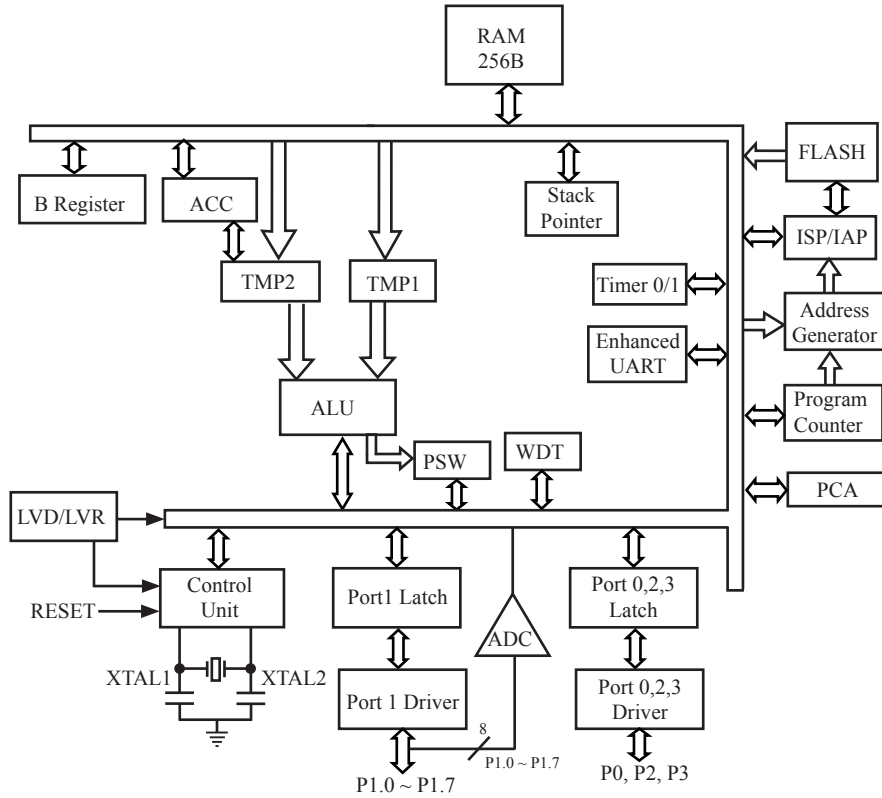 RAM
256B
FLASH
B Register
ACC
Stack
Pointer
ISP/IAP
TMP2
TMP1
Timer 0/1
Address
Generator
Enhanced
UART
ALU
Program
Counter
PSW
WDT
PCA
LVD/LVR
Control
Unit
RESET
Port1 Latch
Port 0,2,3
Latch
ADC
XTAL1
XTAL2
Port 1 Driver
Port 0,2,3
Driver
8
P1.0 ~ P1.7
P1.0 ~ P1.7
P0, P2, P3